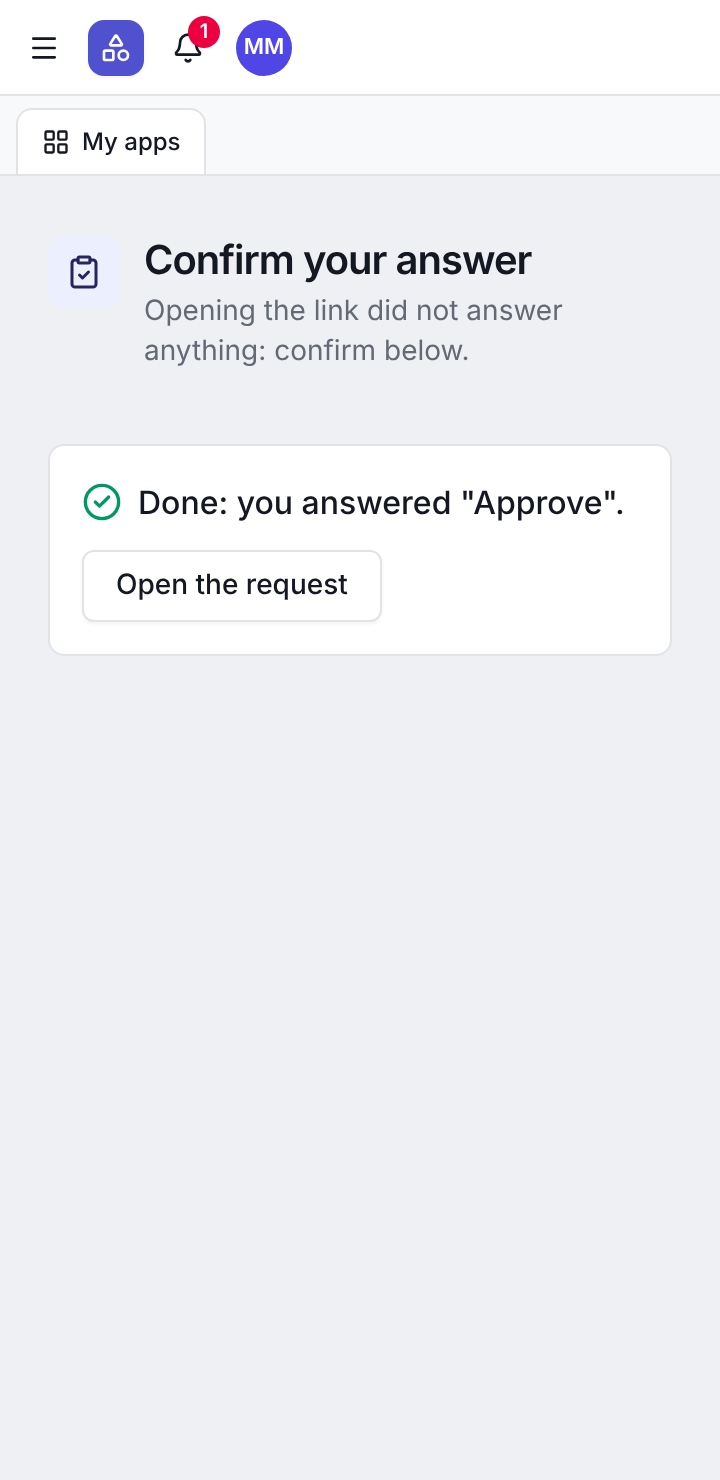 1
MM
My apps
Confirm your answer
Opening the link did not answer
anything: confirm below.
Done: you answered "Approve".
Open the request